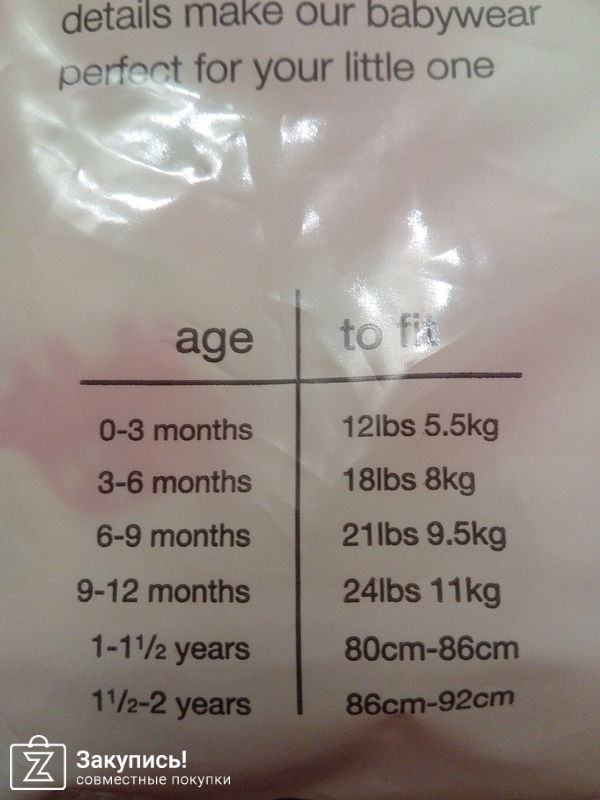 details make our babywear
perfect for your little one
age to fit
0-3 months 12lbs 5.5kg
3-6 months 18lbs 8kg
6-9 months 21lbs 9.5kg
9-12 months 24lbs 11kg
1-1½ years 80cm-86cm
1½-2 years 86cm-92cm
Z Закупись!
совместные покупки